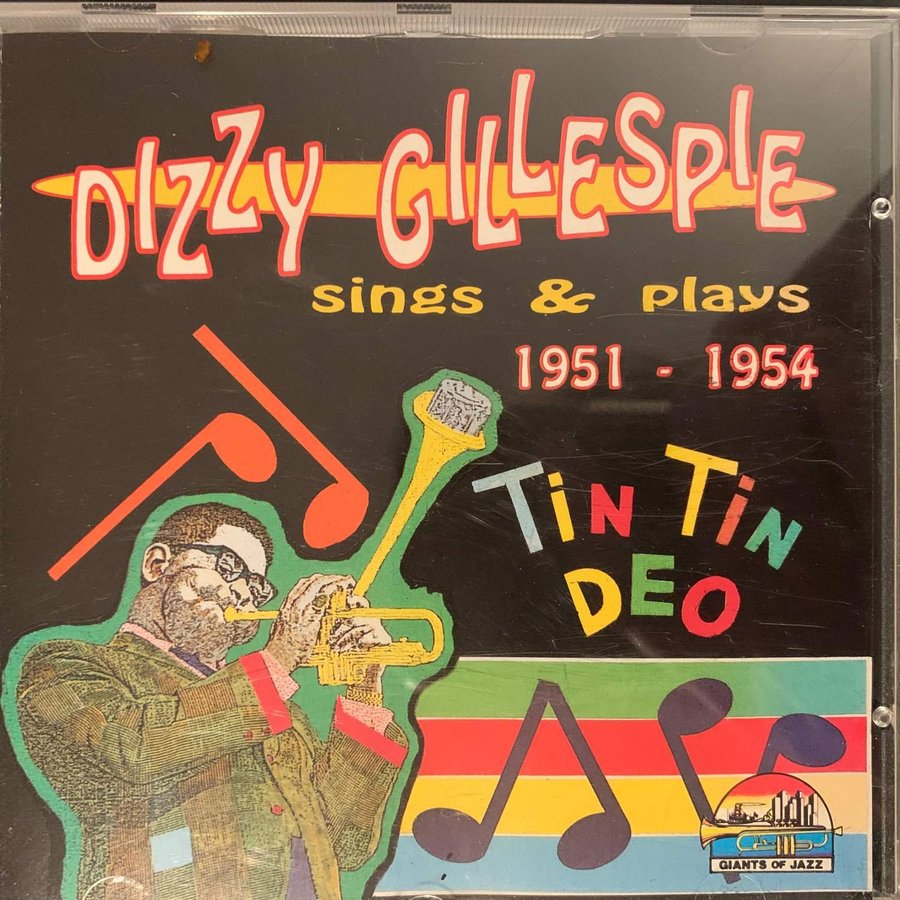 DIZZY GILLESPIE
sings & plays
1951 - 1954
TiN TiN
DEO
GIANTS OF JAZZ